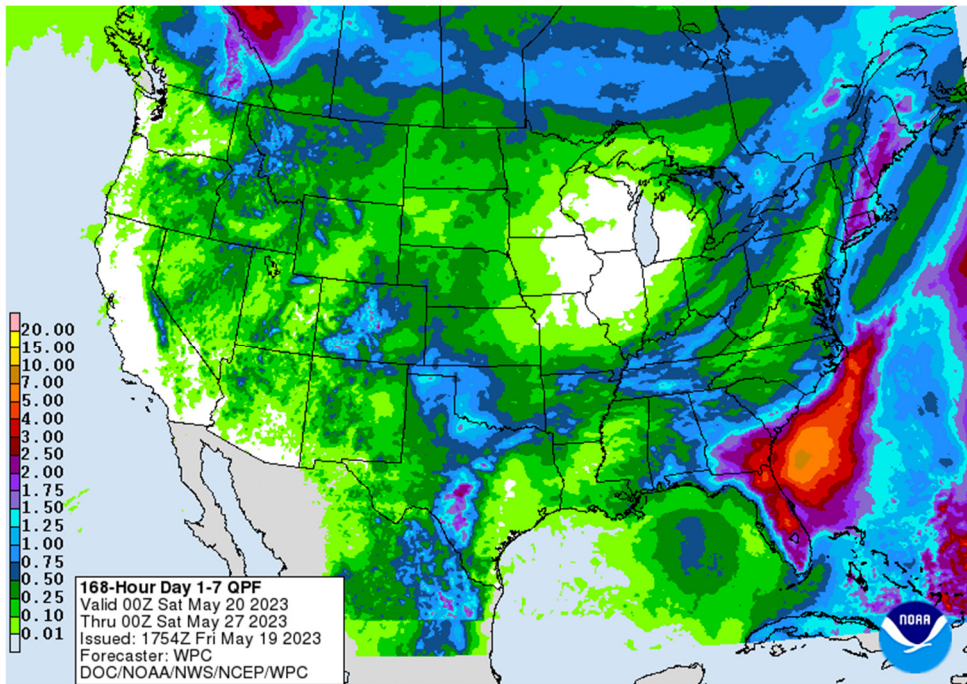 20.00
15.00
10.00
7.00
5.00
4.00
3.00
2.50
2.00
1.75
1.50
1.25
1.00
0.75
0.50
0.25
0.10
0.01
168-Hour Day 1-7 QPF
Valid 00Z Sat May 20 2023
Thru 00Z Sat May 27 2023
Issued: 1754Z Fri May 19 2023
Forecaster: WPC
DOC/NOAA/NWS/NCEP/WPC
NOAA